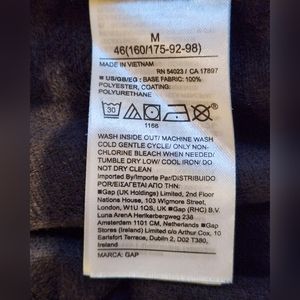 M
46(160/175-92-98)
MADE IN VIETNAM
RN 54023 / CA 17897
■ US/GB/EG : BASE FABRIC: 100%
POLYESTER, COATING:
POLYURETHANE
30
1166
WASH INSIDE OUT/ MACHINE WASH
COLD GENTLE CYCLE/ ONLY NON-
CHLORINE BLEACH WHEN NEEDED/
TUMBLE DRY LOW/ COOL IRON/ DO
NOT DRY CLEAN
Imported By/Importe Par/DISTRIBUIDO
POR/ΕΙΣΑΓΕΤΑΙ ΑΠΟ ΤΗΝ:
■Gap (UK Holdings) Limited, 2nd Floor
Nations House, 103 Wigmore Street,
London, W1U 1QS, UK ■Gap (RHC) B.V.
Luna ArenA Herikerbergweg 238
Amsterdam 1101 CM, Netherlands ■Gap
Stores (Ireland) Limited c/o Arthur Cox, 10
Earlsfort Terrace, Dublin 2, D02 T380,
Ireland
MARCA: GAP